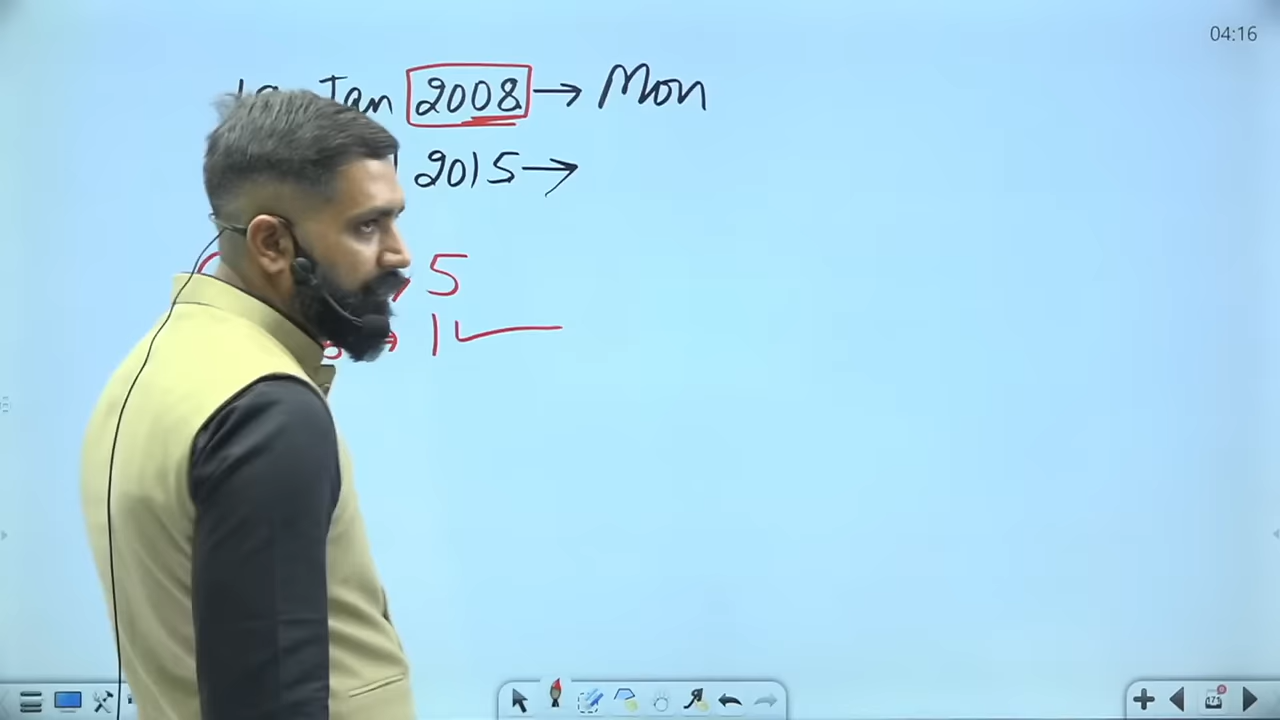 04:16
Jan 2008 → Mon
2015 →
5
→ 1